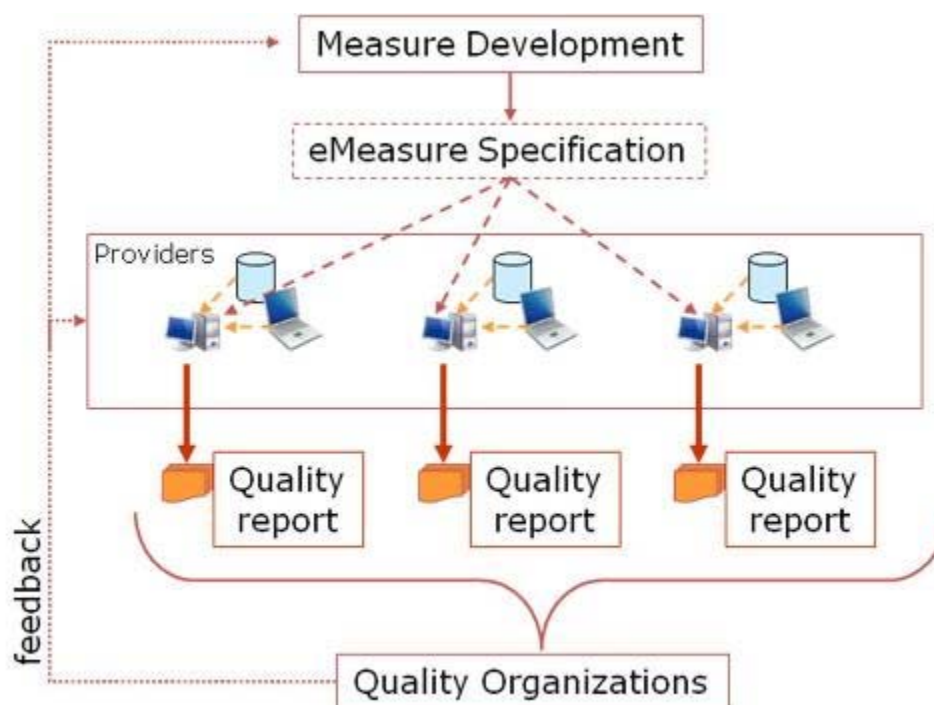 Measure Development
eMeasure Specification
Providers
Quality
report
Quality
report
Quality
report
feedback
Quality Organizations